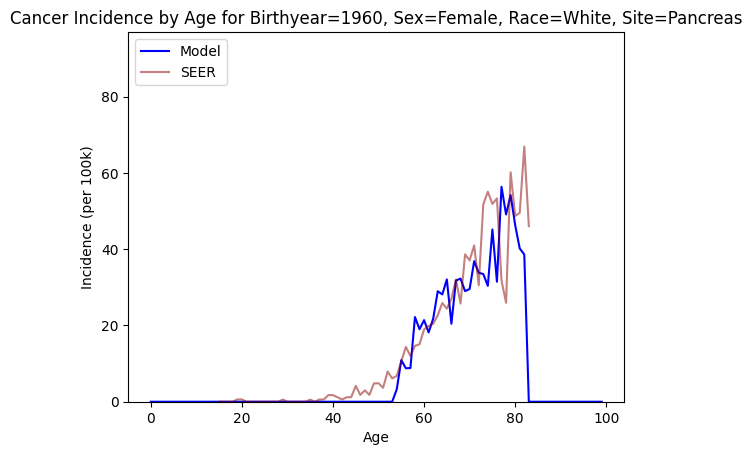 Cancer Incidence by Age for Birthyear=1960, Sex=Female, Race=White, Site=Pancreas
Model
SEER
80
60
40
20
0
Incidence (per 100k)
0 20 40 60 80 100
Age